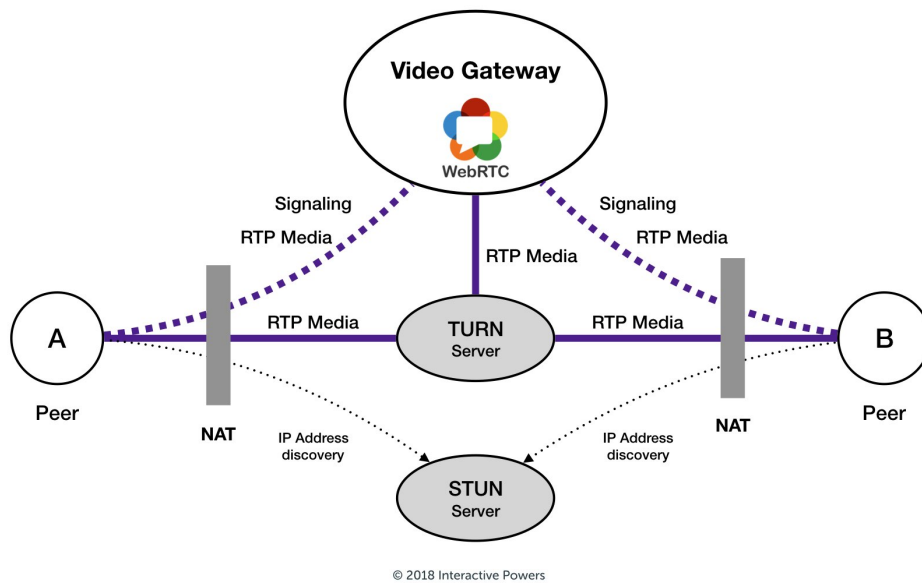 Video Gateway
WebRTC
Signaling
RTP Media
Signaling
RTP Media
RTP Media
A
Peer
NAT
RTP Media
TURN
Server
RTP Media
NAT
B
Peer
IP Address
discovery
IP Address
discovery
STUN
Server
© 2018 Interactive Powers